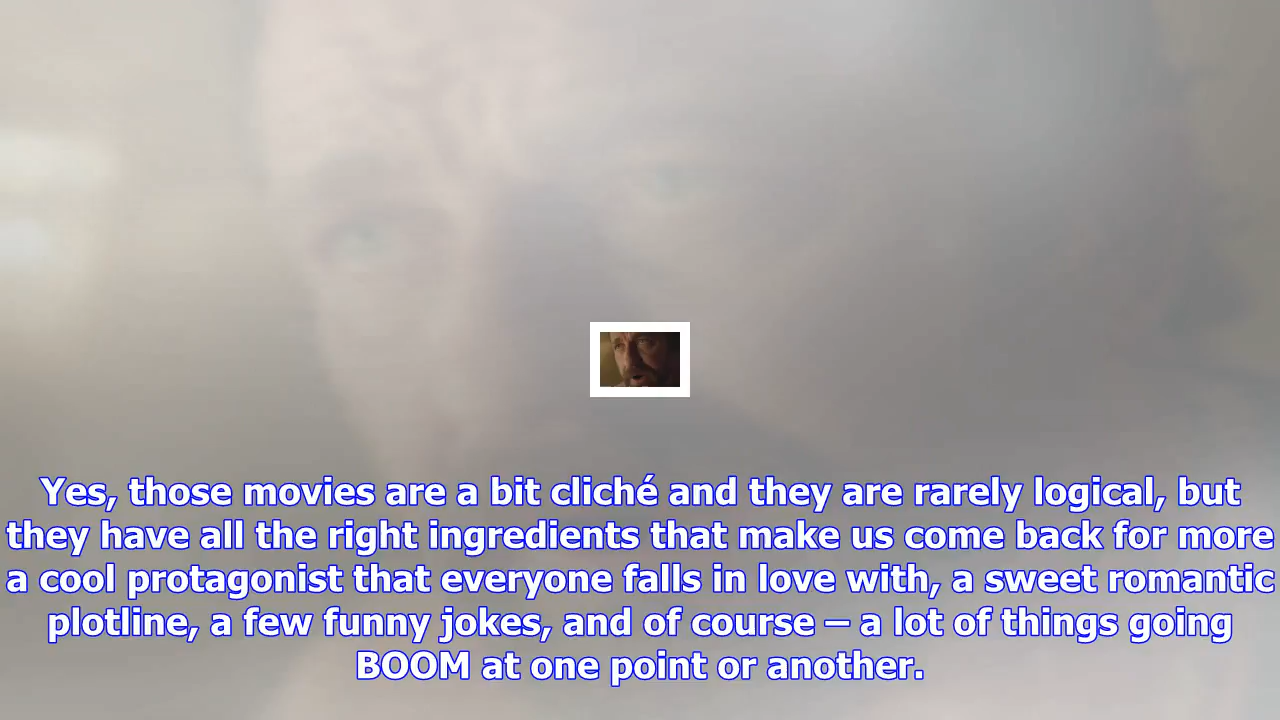 Yes, those movies are a bit cliché and they are rarely logical, but
they have all the right ingredients that make us come back for more
a cool protagonist that everyone falls in love with, a sweet romantic
plotline, a few funny jokes, and of course – a lot of things going
BOOM at one point or another.